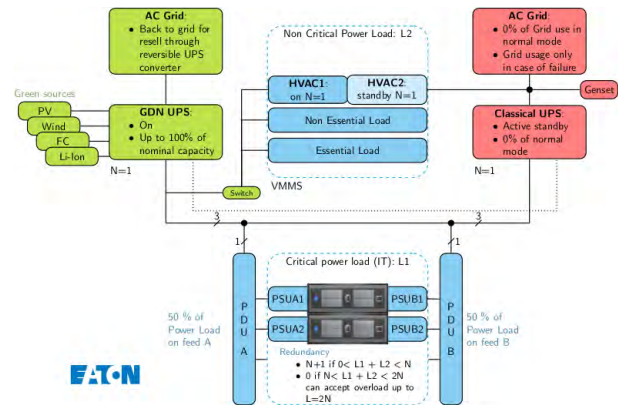 AC Grid:
• Back to grid for
resell through
reversible UPS
converter
Green sources
PV
Wind
FC
Li-Ion
GDN UPS:
• On
• Up to 100% of
nominal capacity
N=1
Non Critical Power Load: L2
HVAC1:
on N=1
HVAC2:
standby N=1
Non Essential Load
Essential Load
Switch
VMMS
AC Grid:
• 0% of Grid use in
normal mode
• Grid usage only
in case of failure
Genset
Classical UPS:
• Active standby
• 0% of normal
mode
N=1
3
3
1
1
Critical power load (IT): L1
PDU A
PSUA1
PSUB1
PSUA2
PSUB2
PDU B
50 % of
Power Load
on feed A
50 % of
Power Load
on feed B
Redundancy
• N+1 if 0< L1 + L2 < N
• 0 if N< L1 + L2 < 2N
can accept overload up to
L=2N
EATON